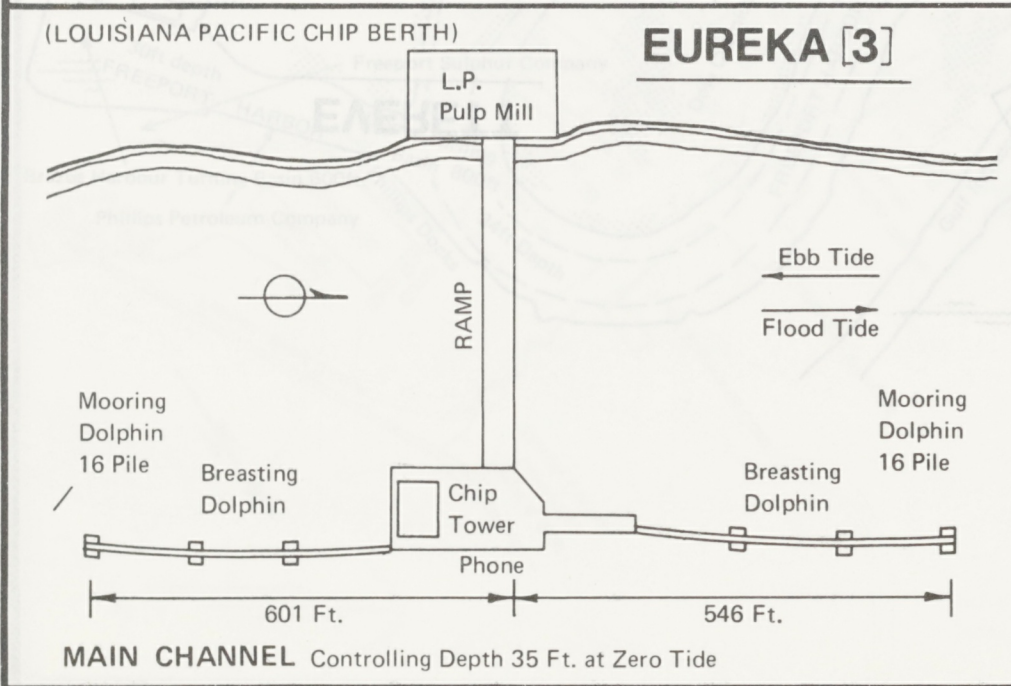 (LOUISIANA PACIFIC CHIP BERTH)
EUREKA [3]
L.P.
Pulp Mill
Ebb Tide
Flood Tide
RAMP
Mooring
Dolphin
16 Pile
Breasting
Dolphin
Chip
Tower
Phone
Breasting
Dolphin
Mooring
Dolphin
16 Pile
601 Ft.
546 Ft.
MAIN CHANNEL Controlling Depth 35 Ft. at Zero Tide